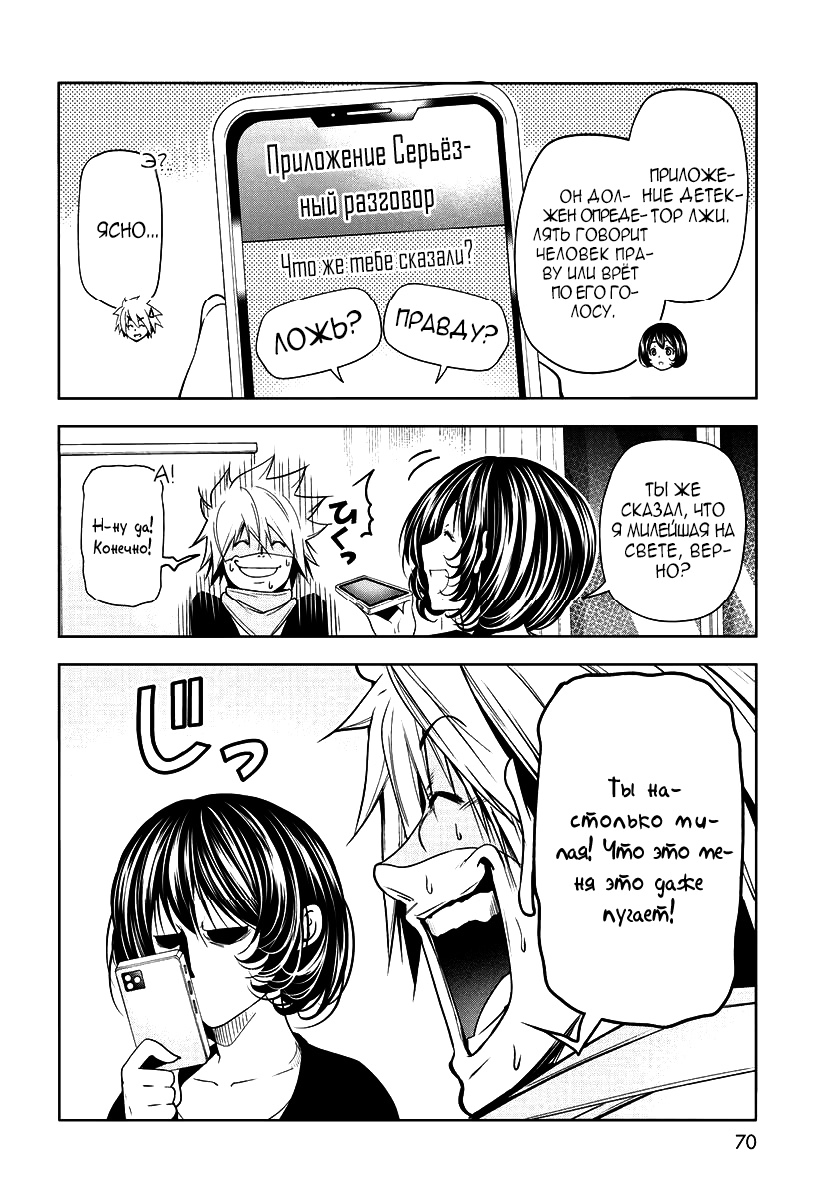 ПРИЛОЖЕ-
НИЕ ДЕТЕК-
ТОР ЛЖИ.
ОН ДОЛ-
ЖЕН ОПРЕДЕ-
ЛЯТЬ ГОВОРИТ
ЧЕЛОВЕК ПРА-
ВУ ИЛИ ВРЁТ
ПО ЕГО ГО-
ЛОСУ.
Приложение Серьёз-
ный разговор
Что же тебе сказали?
ЛОЖЬ?
ПРАВДУ?
Э?
ЯСНО...
ТЫ ЖЕ
СКАЗАЛ, ЧТО
Я МИЛЕЙШАЯ НА
СВЕТЕ, ВЕР-
НО?
ひくっ
А!
Н-ну да!
Конечно!
Ты на-
столько ми-
лая! Что это ме-
ня это даже
пугает!
じっ
70